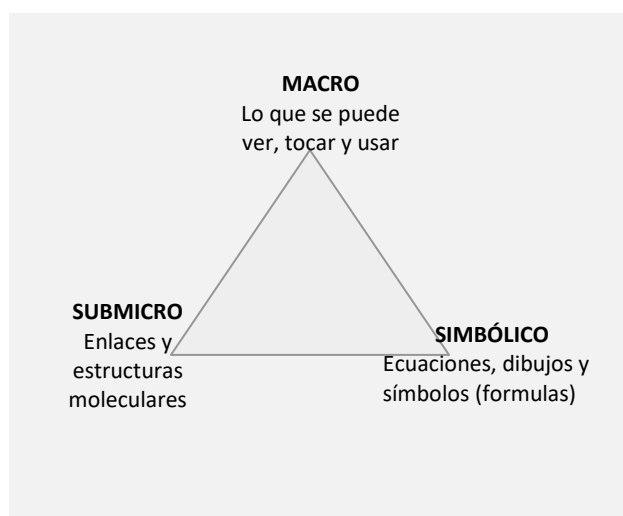 MACRO
Lo que se puede
ver, tocar y usar
SUBMICRO
Enlaces y
estructuras
moleculares
SIMBÓLICO
Ecuaciones, dibujos y
símbolos (formulas)